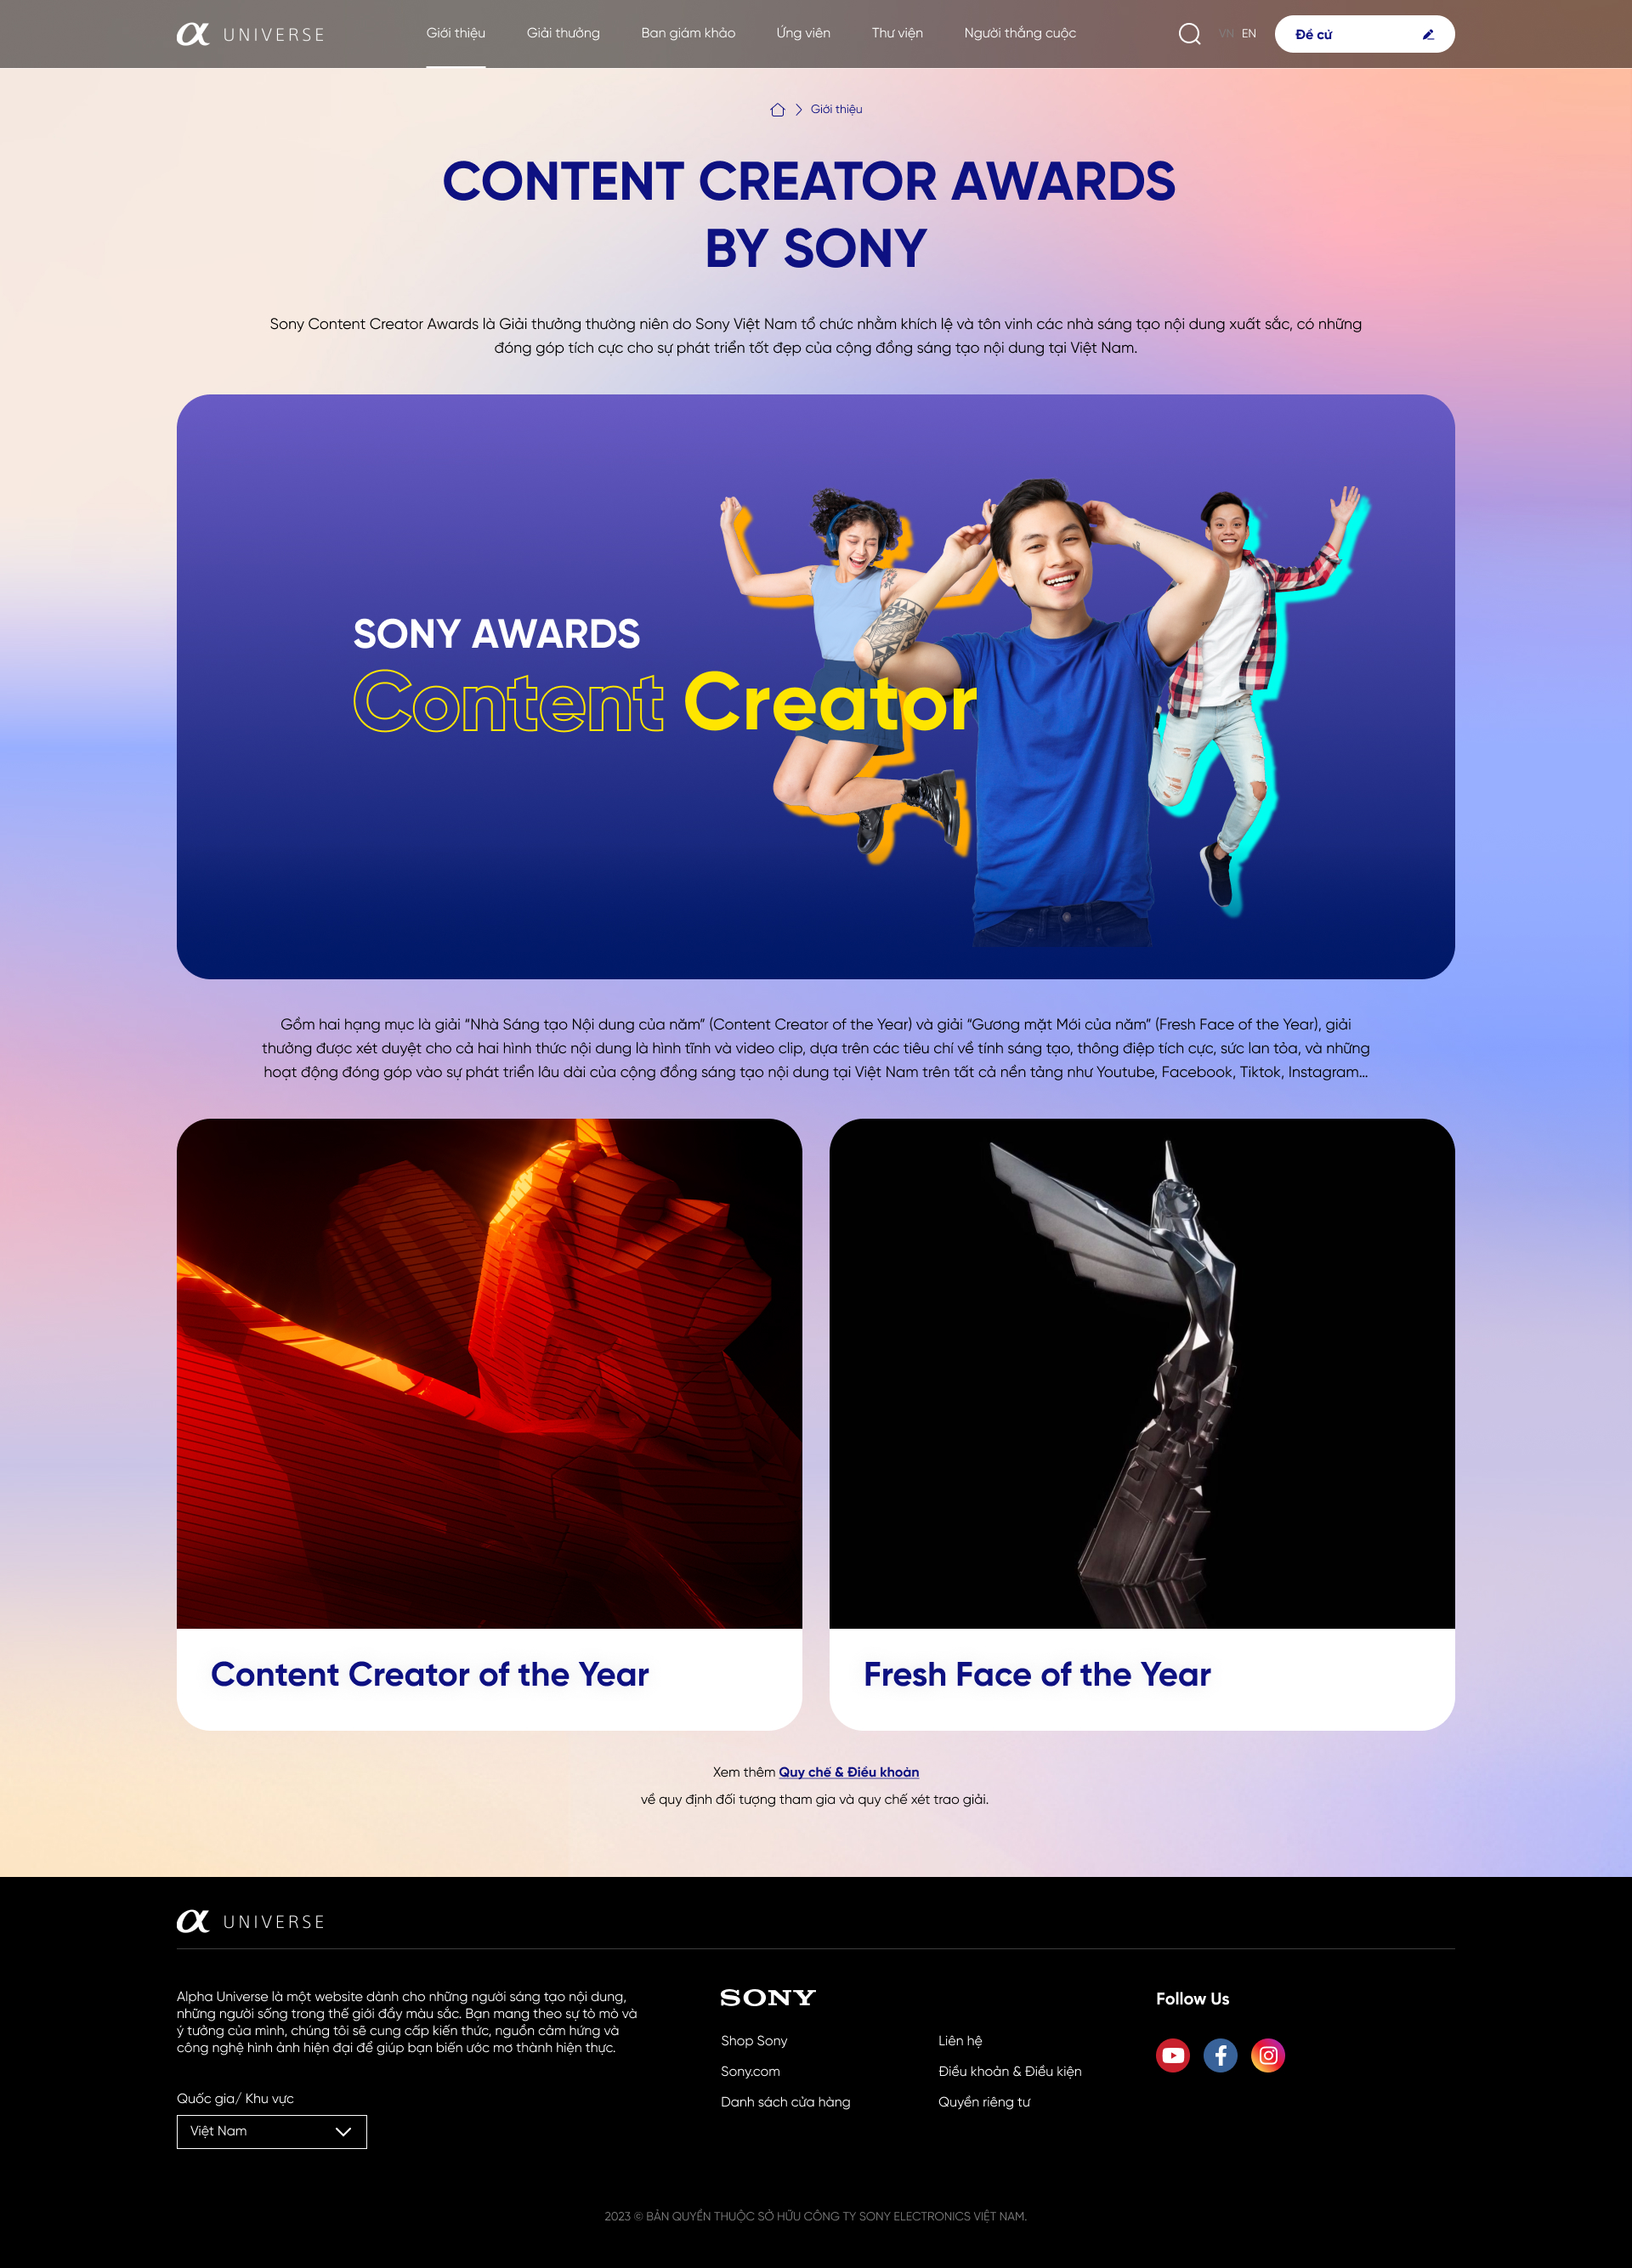 α UNIVERSE
Giới thiệu
Giải thưởng
Ban giám khảo
Ứng viên
Thư viện
Người thắng cuộc
VN EN
Đề cử
Giới thiệu
CONTENT CREATOR AWARDS
BY SONY
Sony Content Creator Awards là Giải thưởng thường niên do Sony Việt Nam tổ chức nhằm khích lệ và tôn vinh các nhà sáng tạo nội dung xuất sắc, có những
đóng góp tích cực cho sự phát triển tốt đẹp của cộng đồng sáng tạo nội dung tại Việt Nam.
SONY AWARDS
Content Creator
Gồm hai hạng mục là giải “Nhà Sáng tạo Nội dung của năm” (Content Creator of the Year) và giải “Gương mặt Mới của năm” (Fresh Face of the Year), giải
thưởng được xét duyệt cho cả hai hình thức nội dung là hình tĩnh và video clip, dựa trên các tiêu chí về tính sáng tạo, thông điệp tích cực, sức lan tỏa, và những
hoạt động đóng góp vào sự phát triển lâu dài của cộng đồng sáng tạo nội dung tại Việt Nam trên tất cả nền tảng như Youtube, Facebook, Tiktok, Instagram...
Content Creator of the Year
Fresh Face of the Year
Xem thêm Quy chế & Điều khoản
về quy định đối tượng tham gia và quy chế xét trao giải.
α UNIVERSE
Alpha Universe là một website dành cho những người sáng tạo nội dung,
những người sống trong thế giới đầy màu sắc. Bạn mang theo sự tò mò và
ý tưởng của mình, chúng tôi sẽ cung cấp kiến thức, nguồn cảm hứng và
công nghệ hình ảnh hiện đại để giúp bạn biến ước mơ thành hiện thực.
Quốc gia/ Khu vực
Việt Nam
SONY
Shop Sony
Sony.com
Danh sách cửa hàng
Liên hệ
Điều khoản & Điều kiện
Quyền riêng tư
Follow Us
2023 © BẢN QUYỀN THUỘC SỞ HỮU CÔNG TY SONY ELECTRONICS VIỆT NAM.